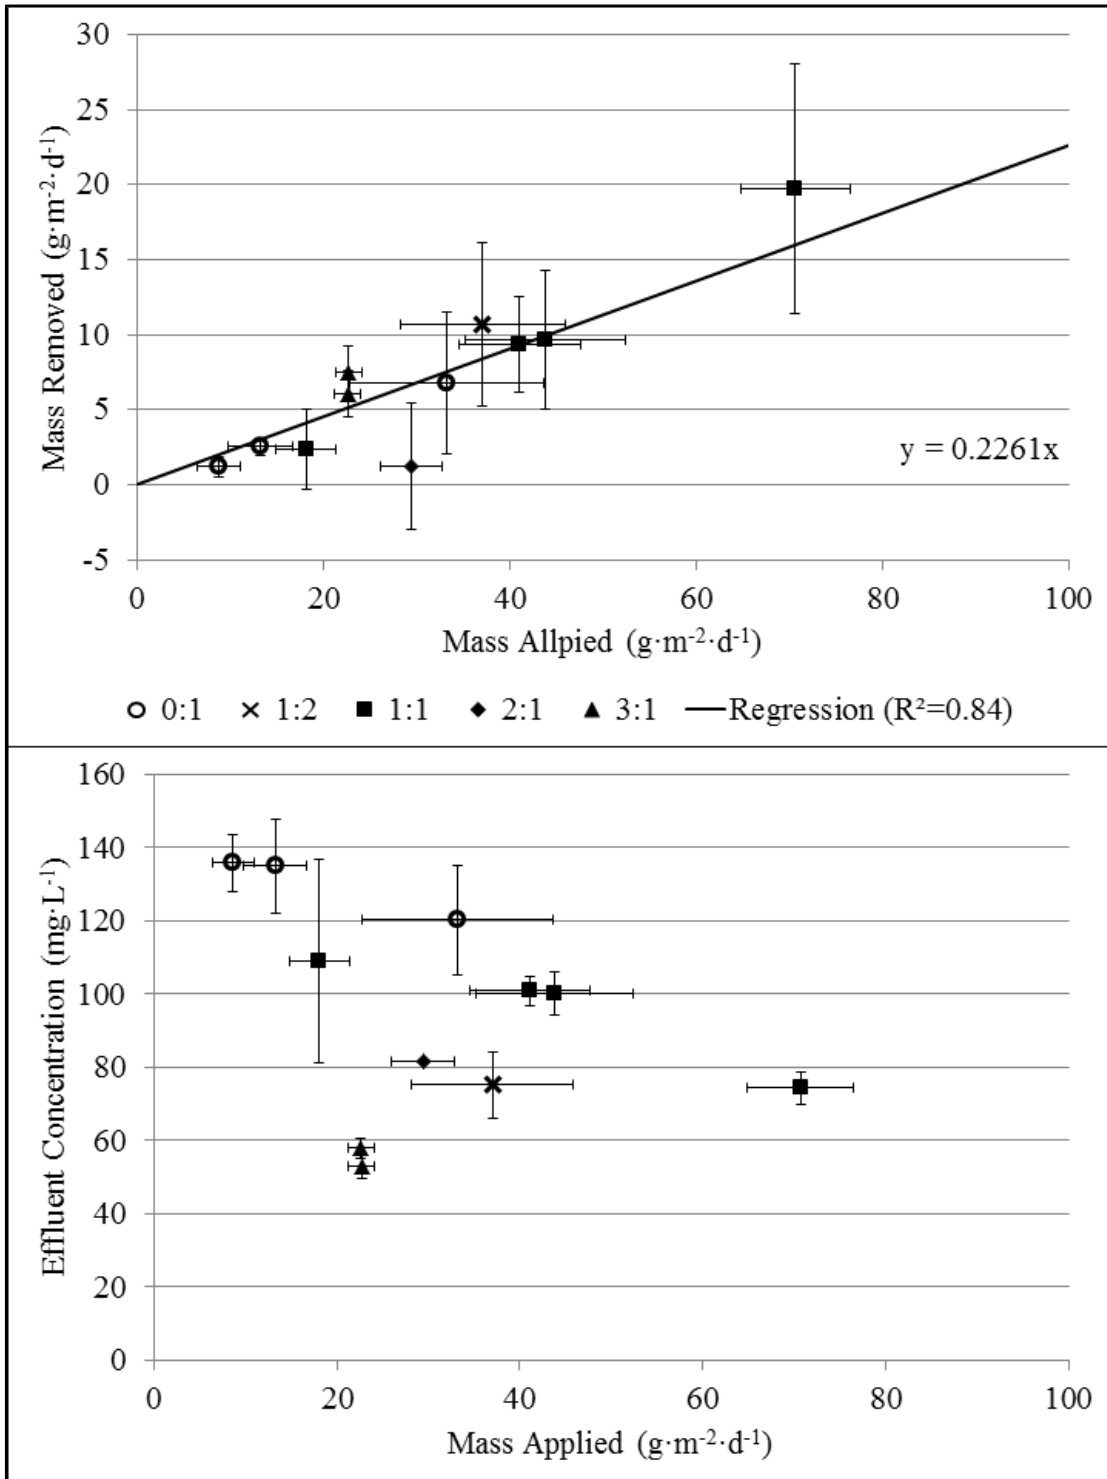 30
25
20
15
10
5
0
-5
Mass Removed (g·m⁻²·d⁻¹)
y = 0.2261x
0 20 40 60 80 100
Mass Allpied (g·m⁻²·d⁻¹)
0:1 1:2 1:1 2:1 3:1 Regression (R²=0.84)
160
140
120
100
80
60
40
20
0
Effluent Concentration (mg·L⁻¹)
0 20 40 60 80 100
Mass Applied (g·m⁻²·d⁻¹)